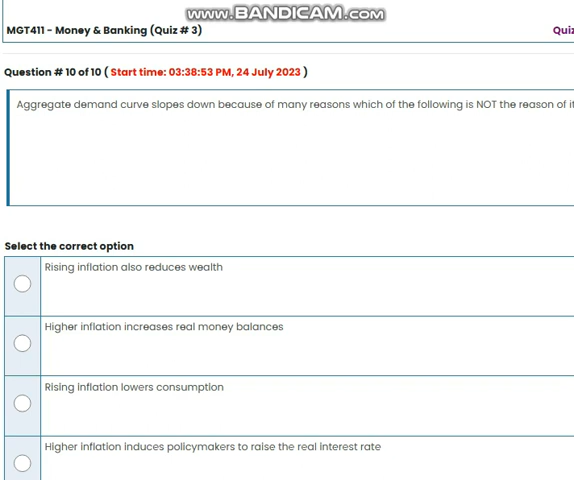 www.BANDICAM.com
MGT411 - Money & Banking (Quiz # 3)
Quiz
Question # 10 of 10 ( Start time: 03:38:53 PM, 24 July 2023 )
Aggregate demand curve slopes down because of many reasons which of the following is NOT the reason of it
Select the correct option
Rising inflation also reduces wealth
Higher inflation increases real money balances
Rising inflation lowers consumption
Higher inflation induces policymakers to raise the real interest rate